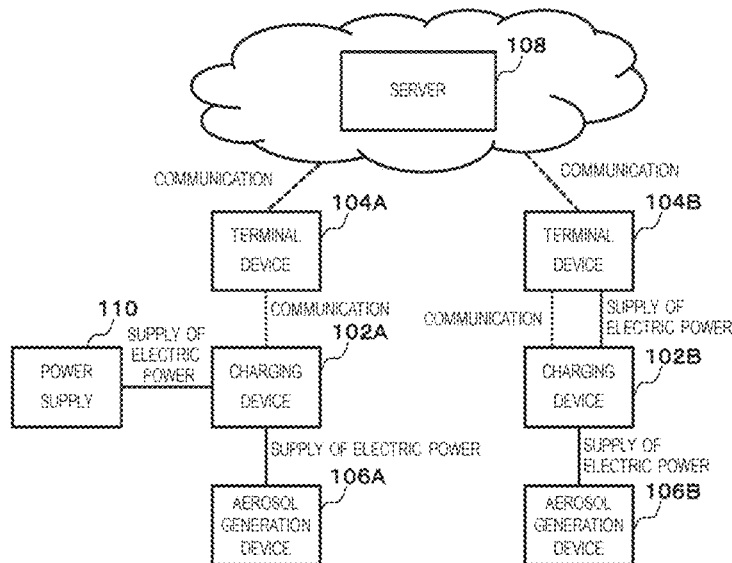 108
SERVER
COMMUNICATION
COMMUNICATION
104A
104B
TERMINAL
DEVICE
TERMINAL
DEVICE
110
COMMUNICATION
102A
COMMUNICATION
SUPPLY OF
ELECTRIC POWER
SUPPLY OF
ELECTRIC
POWER
102B
POWER
SUPPLY
CHARGING
DEVICE
CHARGING
DEVICE
SUPPLY OF ELECTRIC POWER
SUPPLY OF
ELECTRIC POWER
106A
106B
AEROSOL
GENERATION
DEVICE
AEROSOL
GENERATION
DEVICE